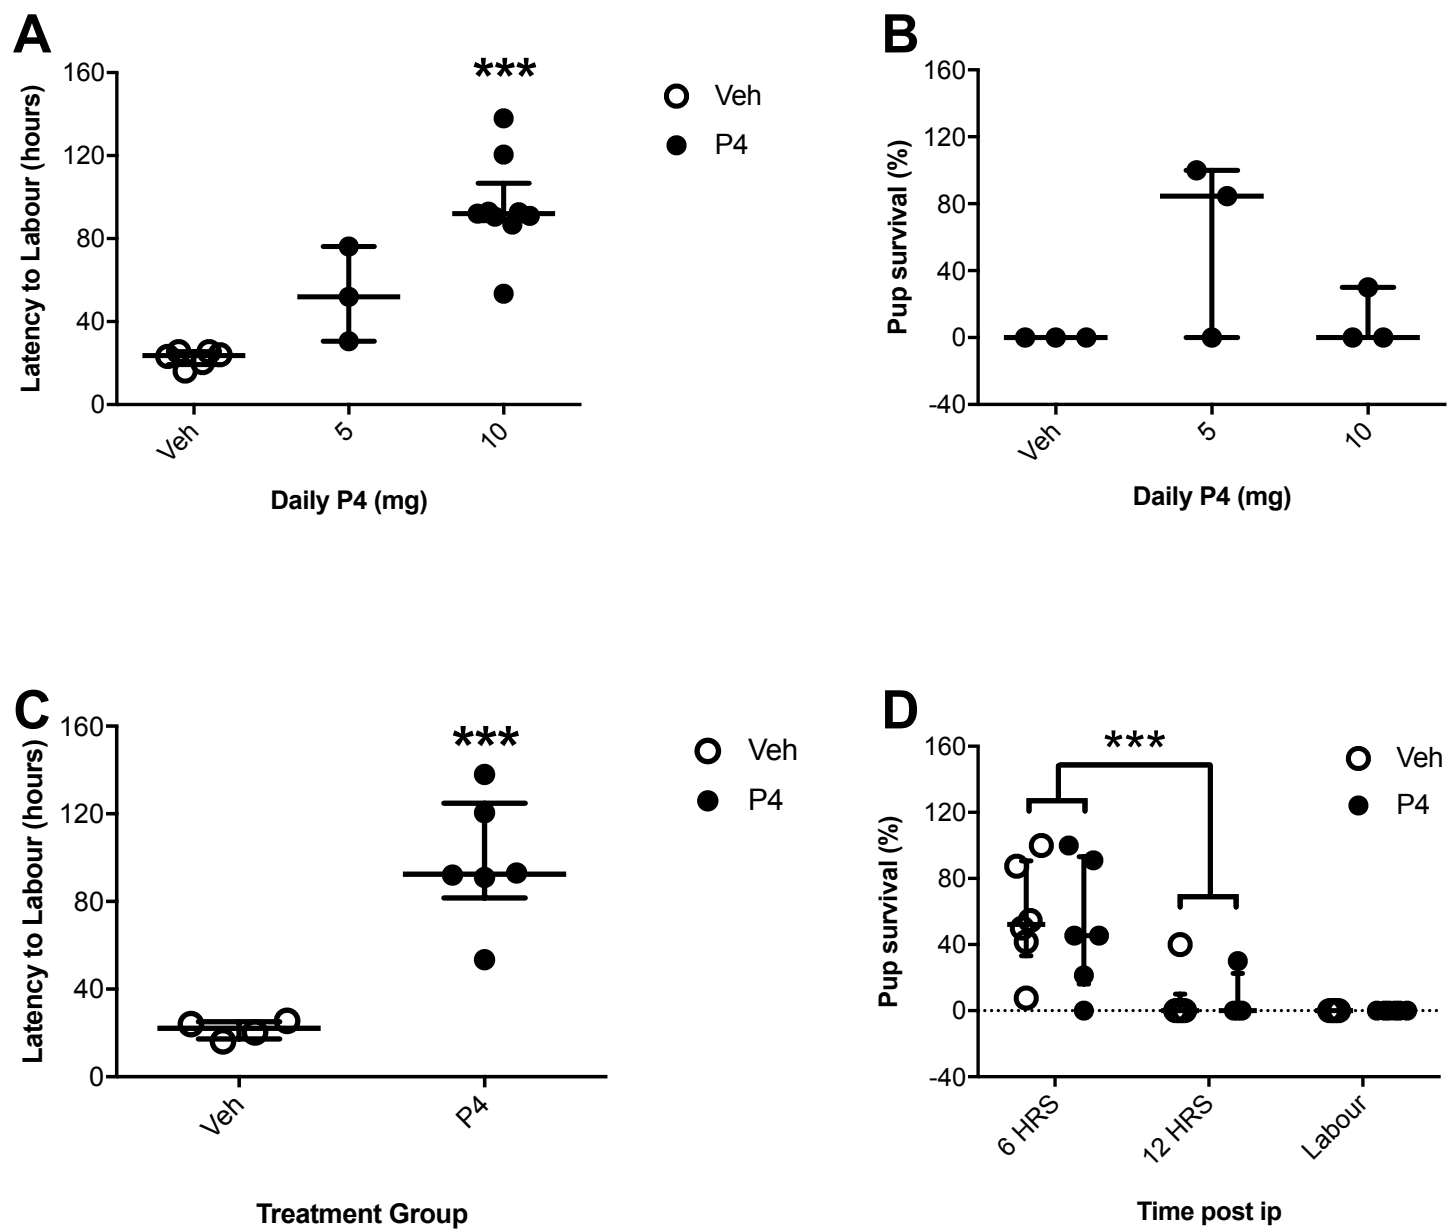 A
Latency to Labour (hours)
160
120
80
40
0
***
Veh
P4
Veh
5
10
Daily P4 (mg)
B
Pup survival (%)
160
120
80
40
0
-40
Veh
5
10
Daily P4 (mg)
C
Latency to Labour (hours)
160
120
80
40
0
***
Veh
P4
Veh
P4
Treatment Group
D
Pup survival (%)
160
120
80
40
0
-40
***
Veh
P4
6 HRS
12 HRS
Labour
Time post ip